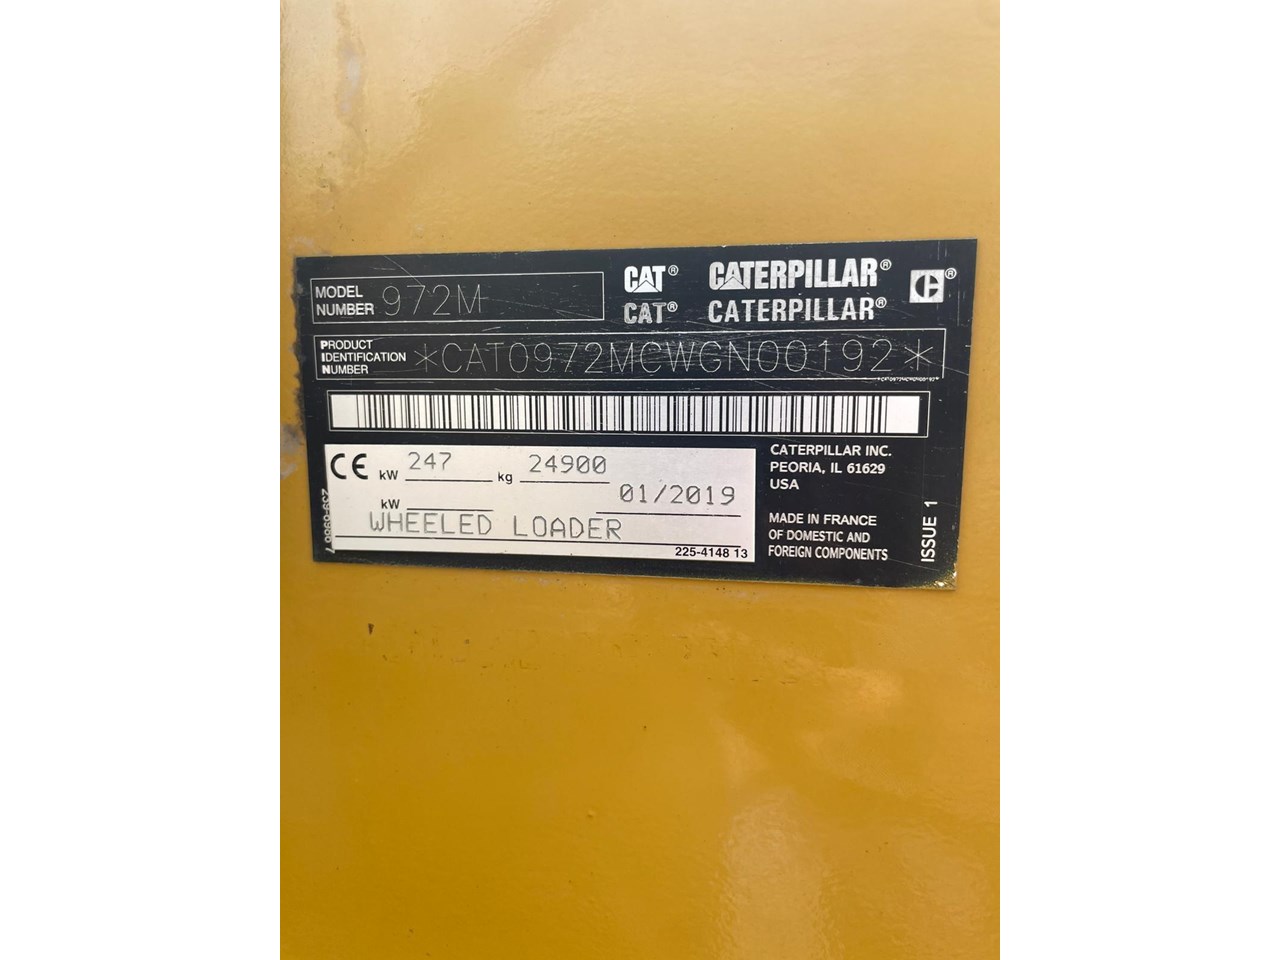 MODEL NUMBER 972M
CAT® CATERPILLAR®
CAT® CATERPILLAR®
PRODUCT IDENTIFICATION NUMBER *CAT0972MCWGN00192*
*CAT0972MCWGN00192*
CE kW 247 kg 24900
01/2019
kW
WHEELED LOADER
225-4148 13
CATERPILLAR INC.
PEORIA, IL 61629
USA
MADE IN FRANCE
OF DOMESTIC AND
FOREIGN COMPONENTS
ISSUE 1